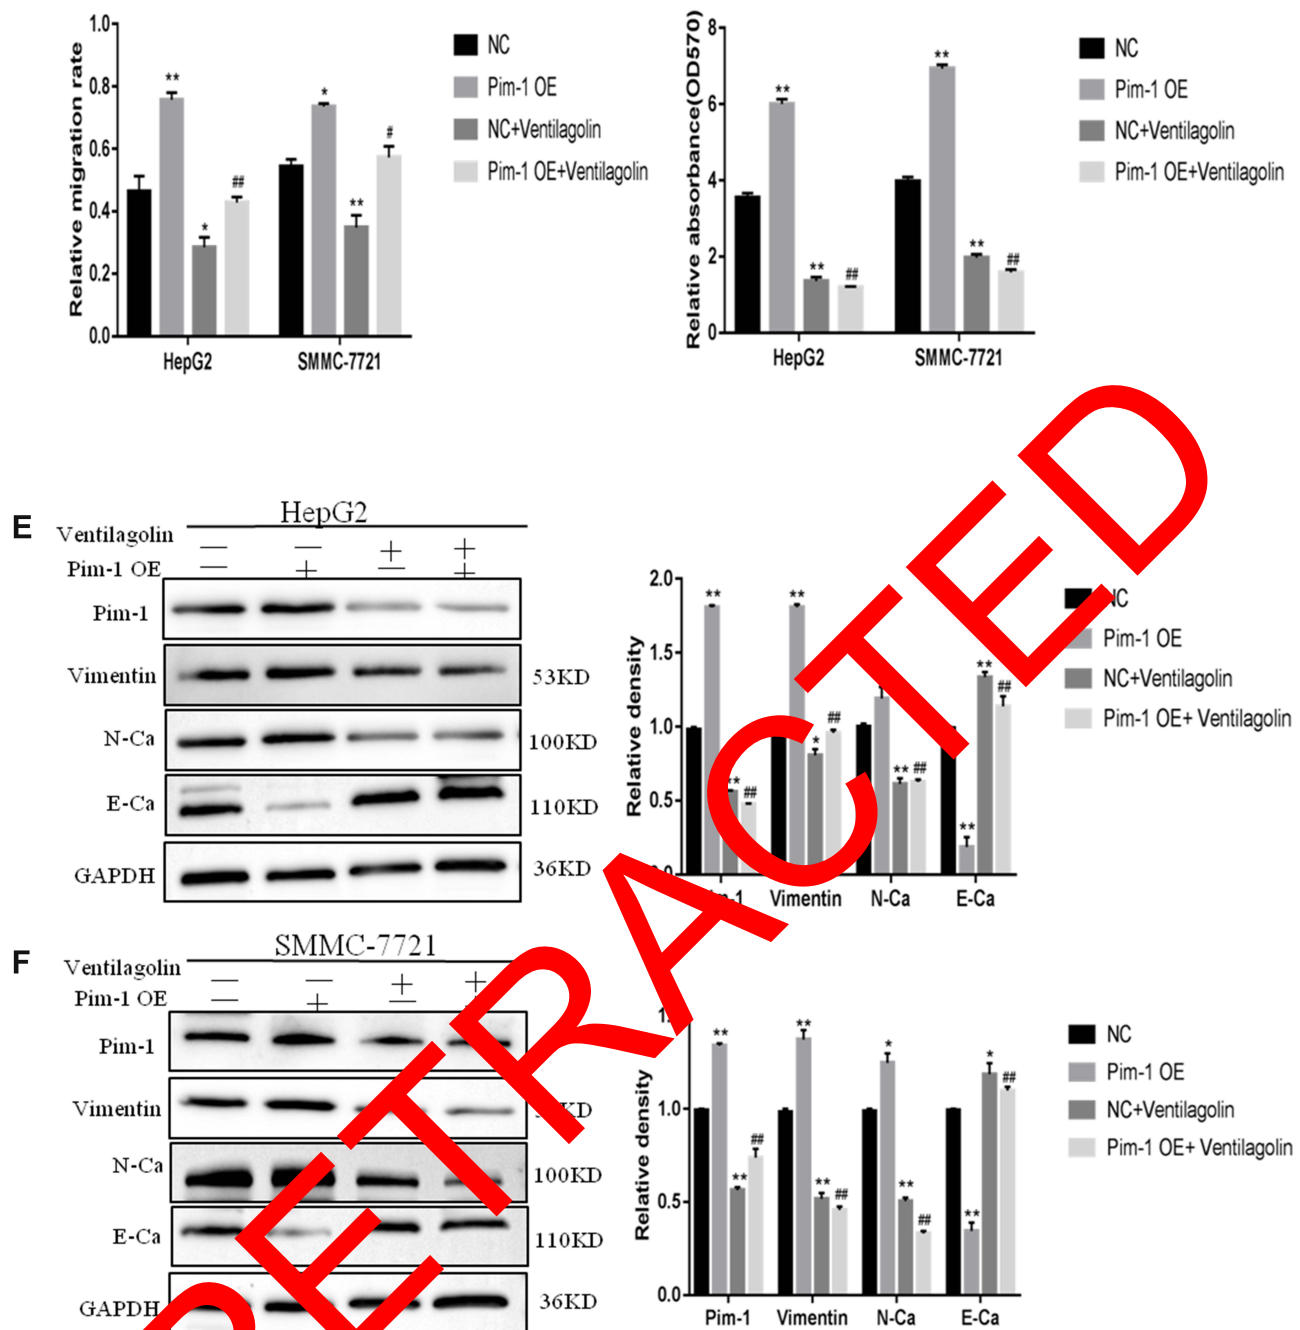 1.0
0.8
0.6
0.4
0.2
0.0
Relative migration rate
** * ## * ** #
HepG2 SMMC-7721
NC
Pim-1 OE
NC+Ventilagolin
Pim-1 OE+Ventilagolin
8
6
4
2
0
Relative absorbance(OD570)
** ** ## ** ** ##
HepG2 SMMC-7721
NC
Pim-1 OE
NC+Ventilagolin
Pim-1 OE+Ventilagolin
E
HepG2
Ventilagolin — — + +
Pim-1 OE — + — +
Pim-1
Vimentin 53KD
N-Ca 100KD
E-Ca 110KD
GAPDH 36KD
2.0
1.5
1.0
0.5
Relative density
** ** ## ** * ## ** ## ** ** ##
Vimentin N-Ca E-Ca
NC
Pim-1 OE
NC+Ventilagolin
Pim-1 OE+ Ventilagolin
F
SMMC-7721
Ventilagolin — — + +
Pim-1 OE — + —
Pim-1
Vimentin
N-Ca 100KD
E-Ca 110KD
GAPDH 36KD
1.0
0.5
0.0
Relative density
** ** ## ** ** ## * ** ## ** * ##
Pim-1 Vimentin N-Ca E-Ca
NC
Pim-1 OE
NC+Ventilagolin
Pim-1 OE+ Ventilagolin
RETRACTED